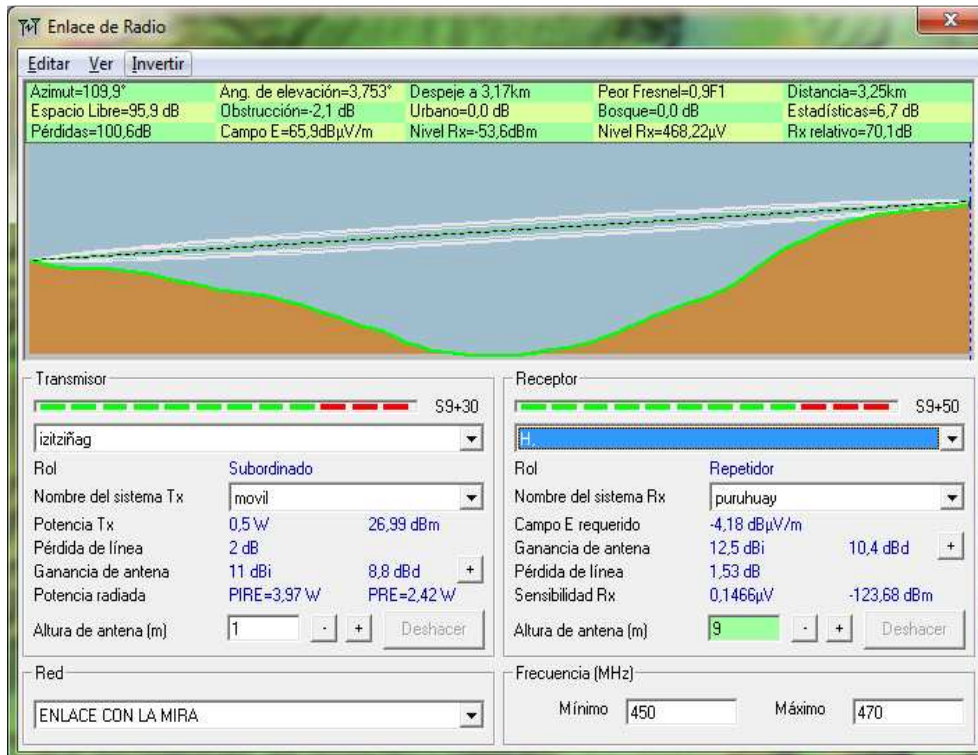 Enlace de Radio
Editar Ver Invertir
Azimut=109,9° Ang. de elevación=3,753° Despeje a 3,17km Peor Fresnel=0,9F1 Distancia=3,25km
Espacio Libre=95,9 dB Obstrucción=-2,1 dB Urbano=0,0 dB Bosque=0,0 dB Estadísticas=6,7 dB
Pérdidas=100,6dB Campo E=65,9dBµV/m Nivel Rx=-53,6dBm Nivel Rx=468,22µV Rx relativo=70,1dB
Transmisor
S9+30
izitziñag
Rol Subordinado
Nombre del sistema Tx movil
Potencia Tx 0,5 W 26,99 dBm
Pérdida de línea 2 dB
Ganancia de antena 11 dBi 8,8 dBd +
Potencia radiada PIRE=3,97 W PRE=2,42 W
Altura de antena (m) 1 - + Deshacer
Red
ENLACE CON LA MIRA
Receptor
S9+50
H,
Rol Repetidor
Nombre del sistema Rx puruhuay
Campo E requerido -4,18 dBµV/m
Ganancia de antena 12,5 dBi 10,4 dBd +
Pérdida de línea 1,53 dB
Sensibilidad Rx 0,1466µV -123,68 dBm
Altura de antena (m) 9 - + Deshacer
Frecuencia (MHz)
Mínimo 450 Máximo 470